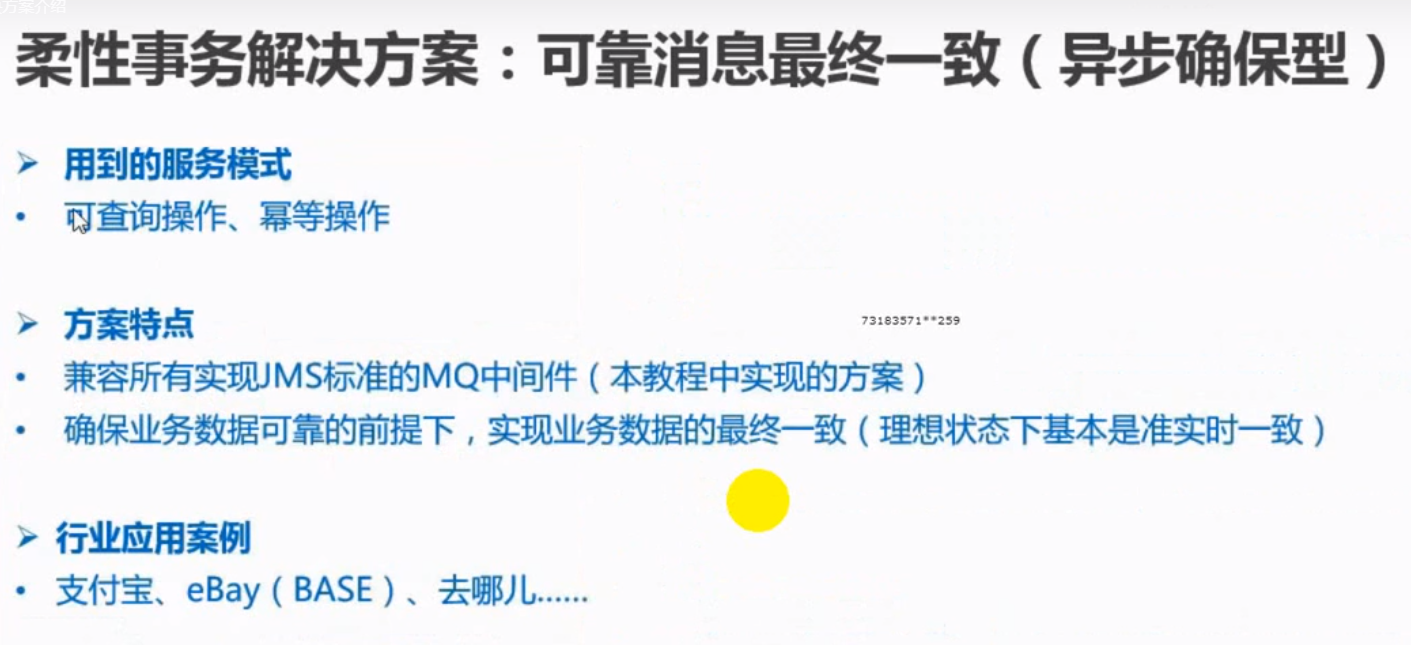 方案介绍
柔性事务解决方案：可靠消息最终一致（异步确保型）
➢ 用到的服务模式
• 可查询操作、幂等操作
➢ 方案特点
73183571**259
• 兼容所有实现JMS标准的MQ中间件（本教程中实现的方案）
• 确保业务数据可靠的前提下，实现业务数据的最终一致（理想状态下基本是准实时一致）
➢ 行业应用案例
• 支付宝、eBay（BASE）、去哪儿......